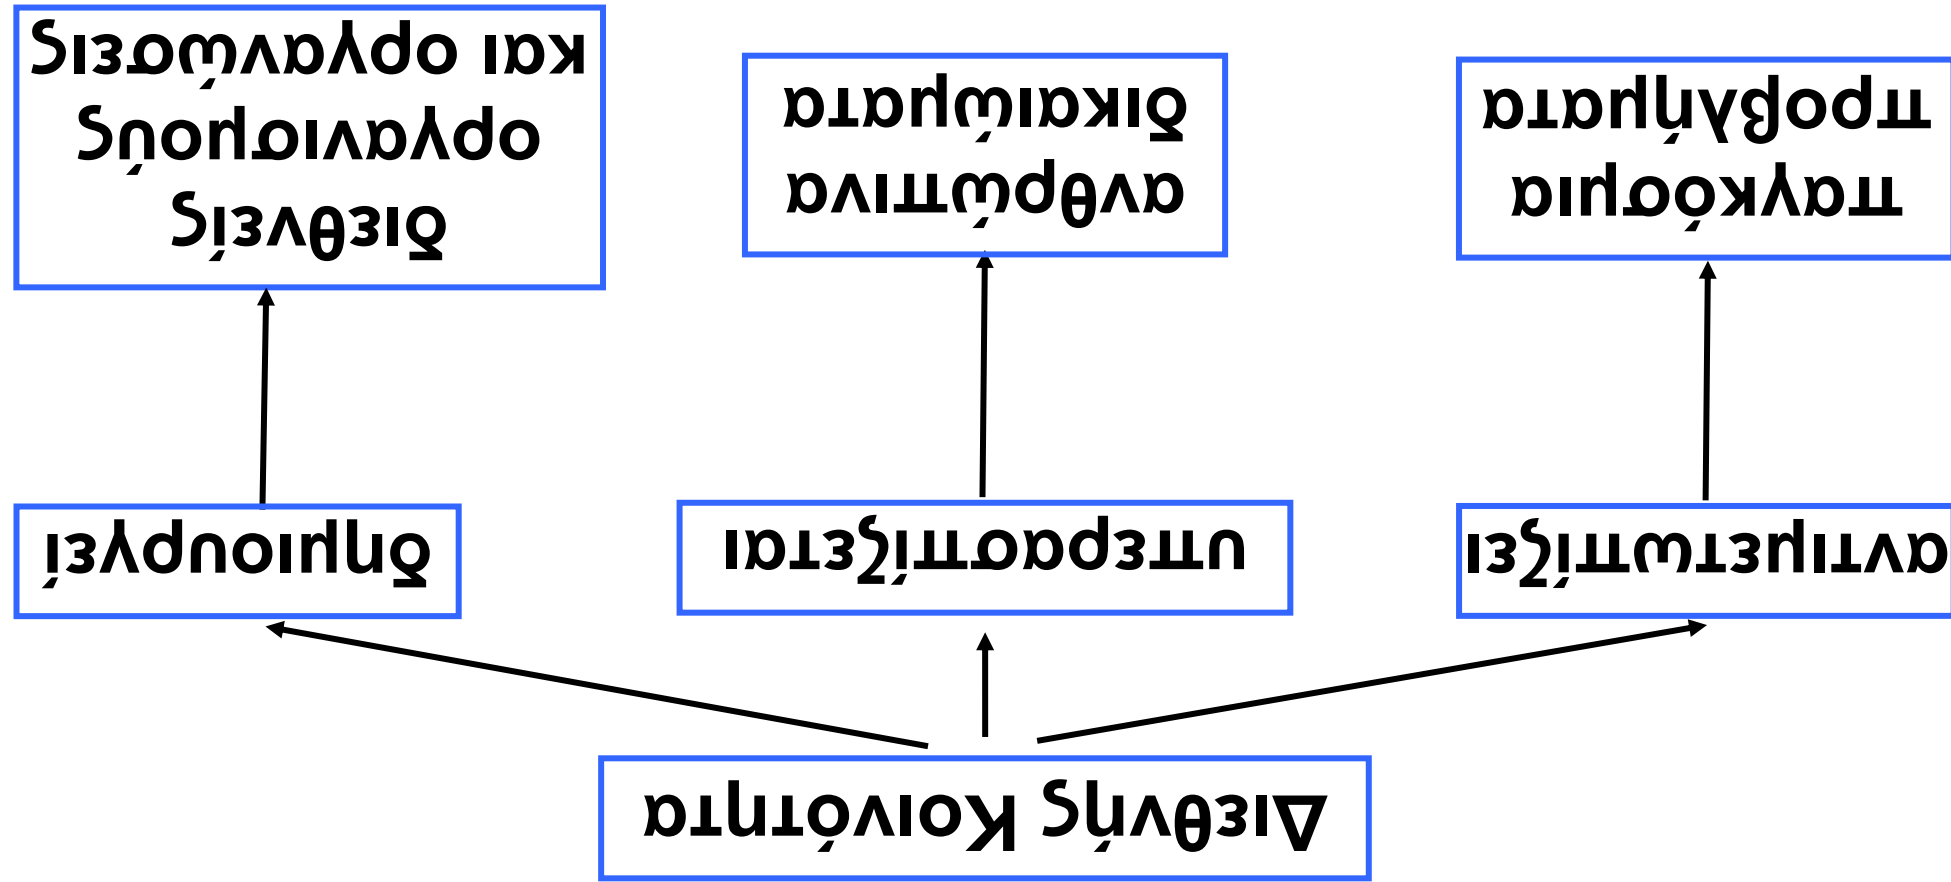 Διεθνής Κοινότητα
αντιμετωπίζει
υπερασπίζεται
δημιουργεί
παγκόσμια
προβλήματα
ανθρώπινα
δικαιώματα
διεθνείς
οργανισμούς
και οργανώσεις